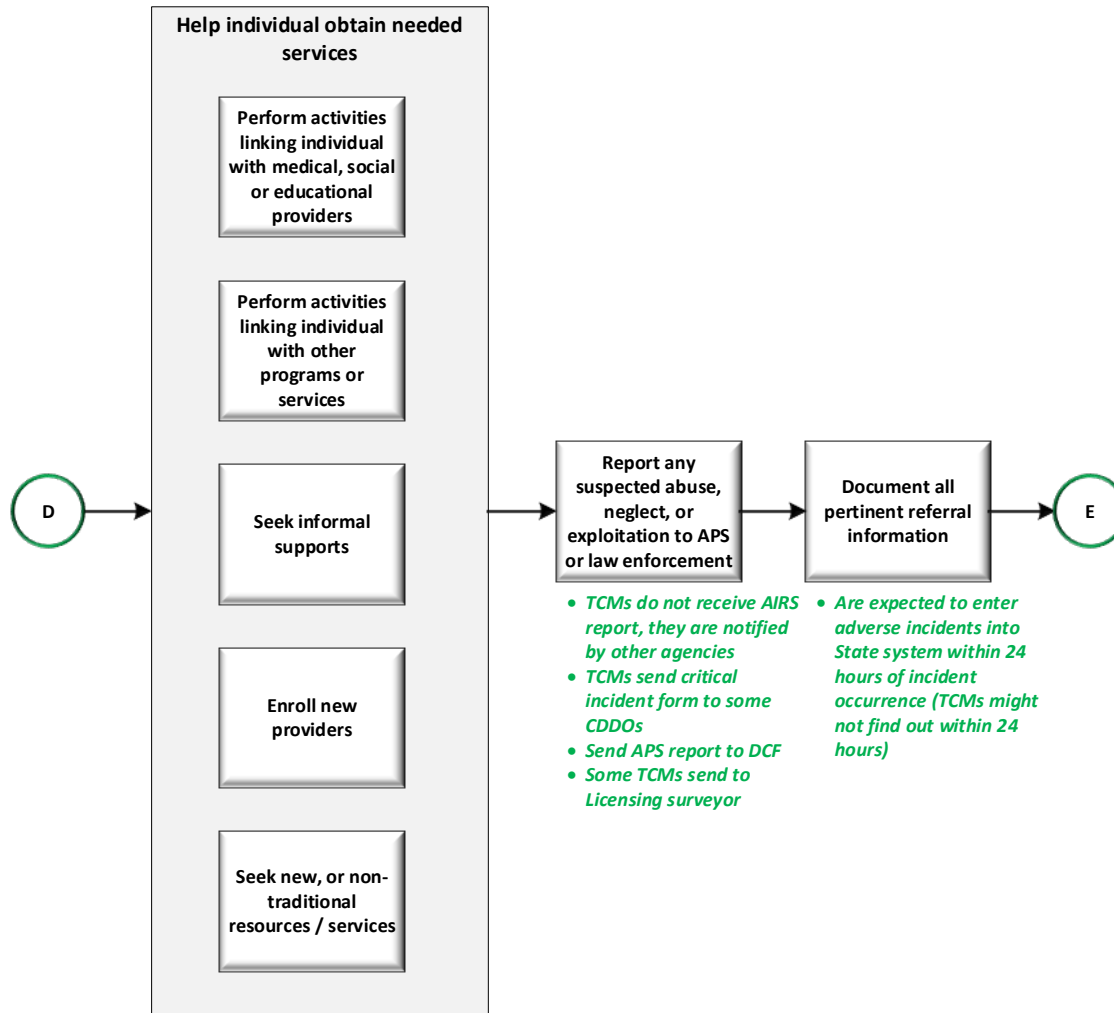 Help individual obtain needed
services
Perform activities
linking individual
with medical, social
or educational
providers
Perform activities
linking individual
with other
programs or
services
D
Seek informal
supports
Enroll new
providers
Seek new, or non-
traditional
resources / services
Report any
suspected abuse,
neglect, or
exploitation to APS
or law enforcement
• TCMs do not receive AIRS
report, they are notified
by other agencies
• TCMs send critical
incident form to some
CDDOs
• Send APS report to DCF
• Some TCMs send to
Licensing surveyor
Document all
pertinent referral
information
• Are expected to enter
adverse incidents into
State system within 24
hours of incident
occurrence (TCMs might
not find out within 24
hours)
E